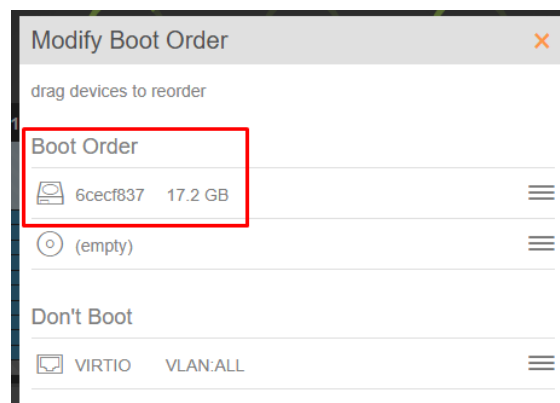 Modify Boot Order
drag devices to reorder
1
Boot Order
6cecf837 17.2 GB
(empty)
Don't Boot
VIRTIO VLAN:ALL